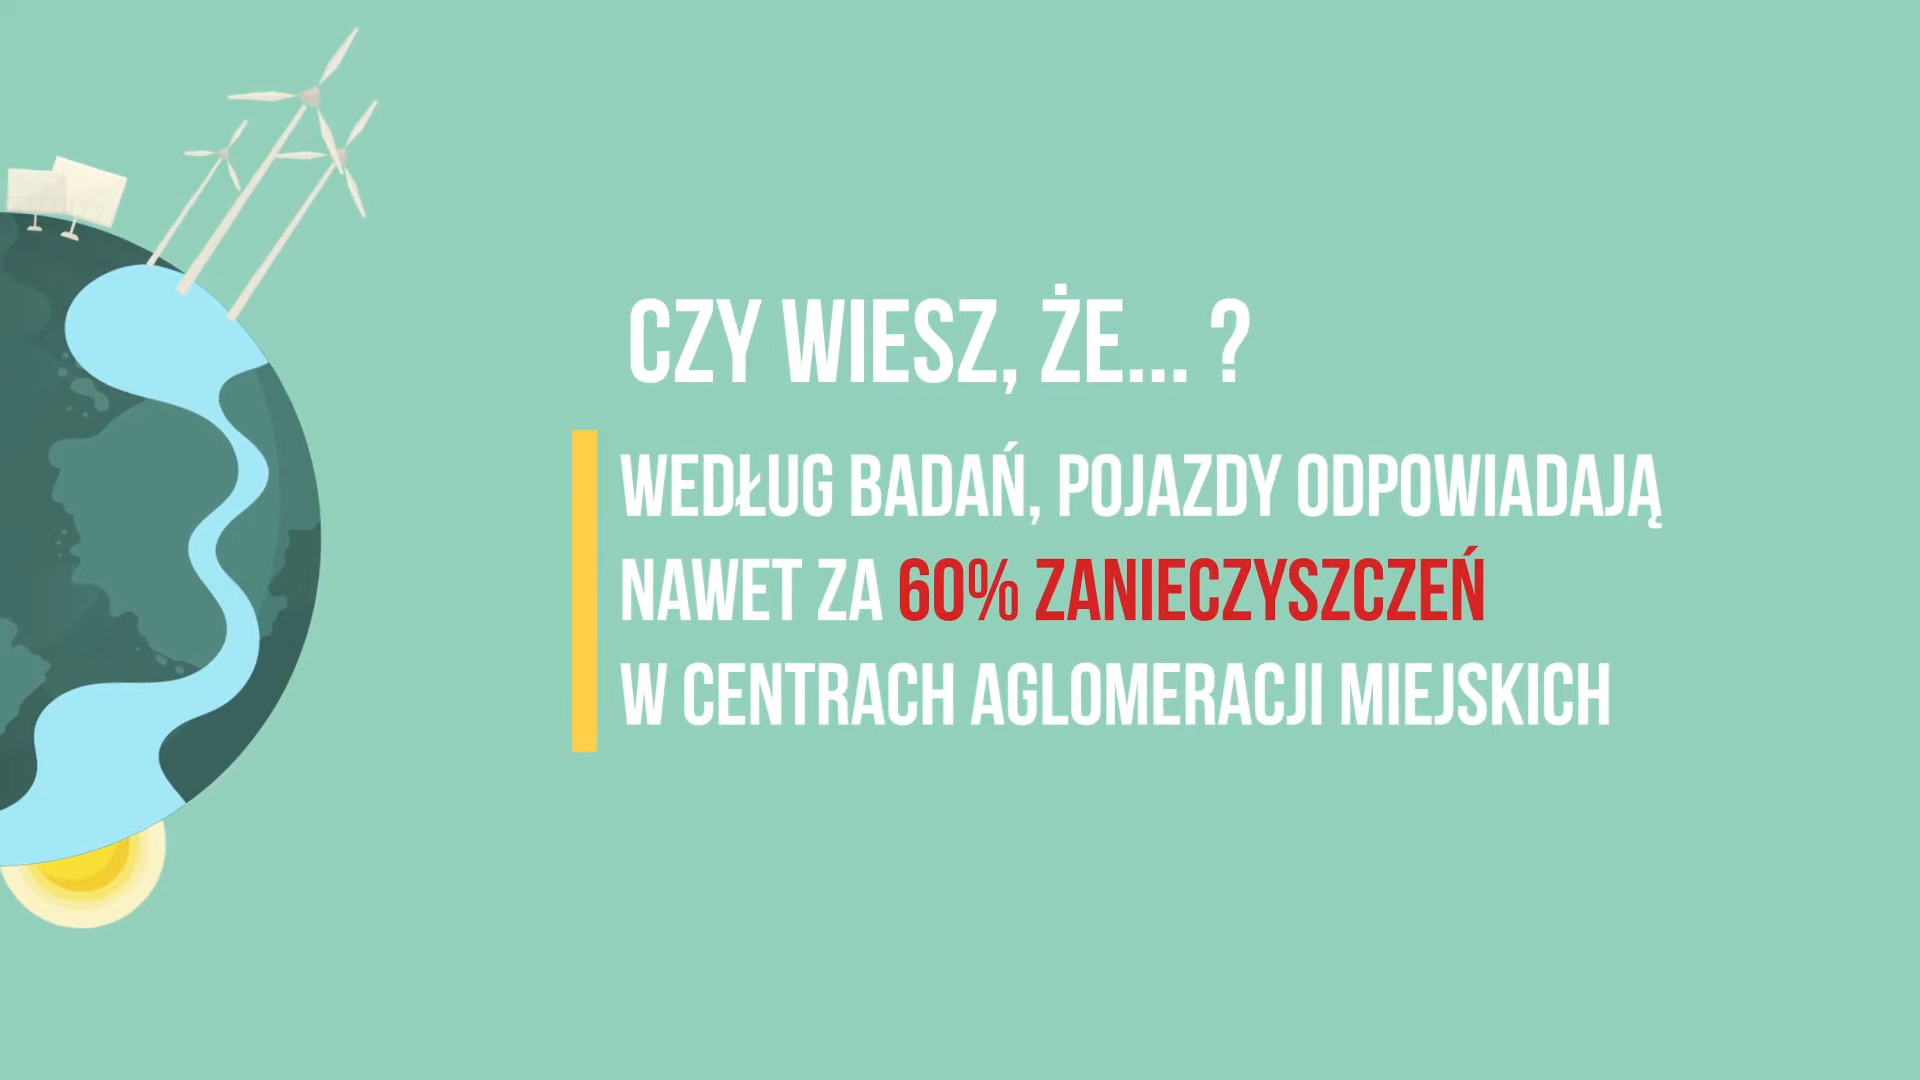 CZY WIESZ, ŻE... ?
WEDŁUG BADAŃ, POJAZDY ODPOWIADAJĄ
NAWET ZA 60% ZANIECZYSZCZEŃ
W CENTRACH AGLOMERACJI MIEJSKICH